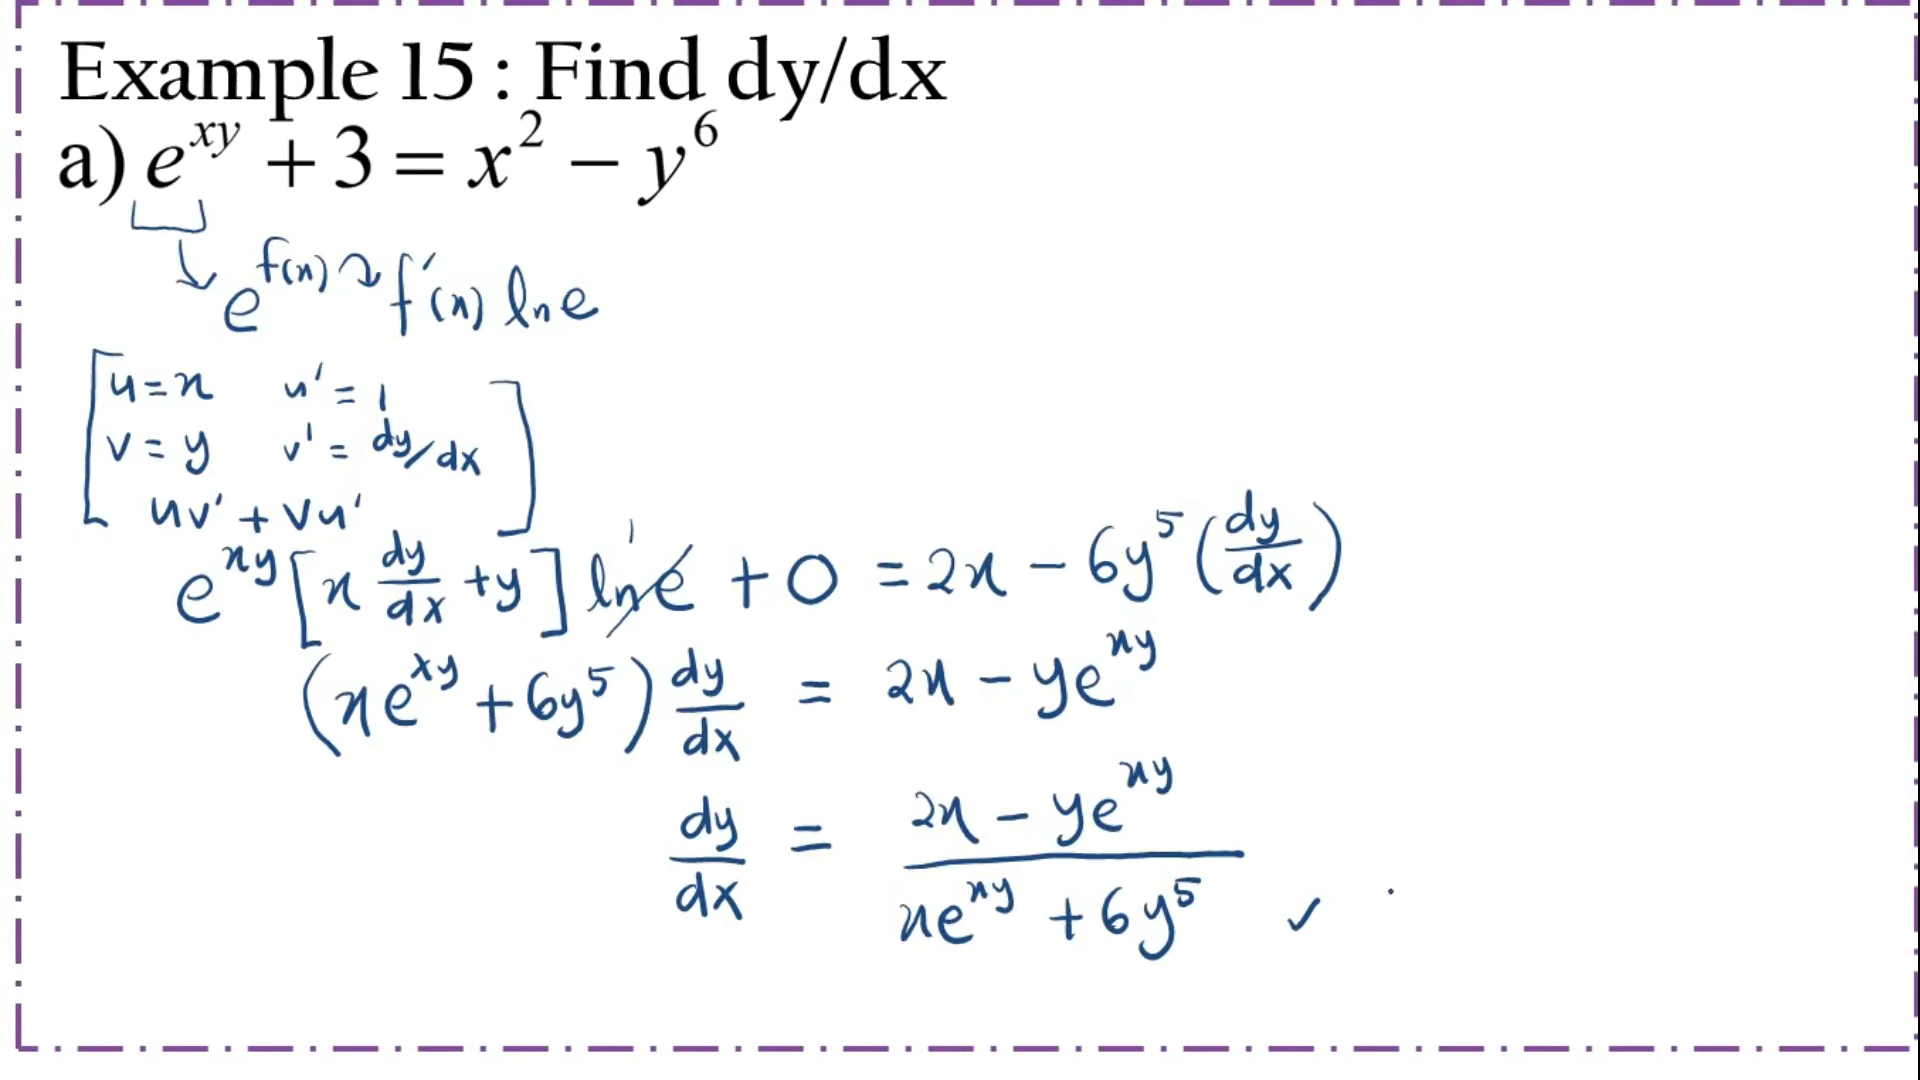 Example 15 : Find dy/dx
a) e^{xy} + 3 = x^2 − y^6
e^{f(x)} f'(x) ln e
u = x u' = 1
v = y v' = dy/dx
uv' + vu'
e^{xy} [x dy/dx + y] ln e 1 + 0 = 2x − 6y^5 (dy/dx)
(xe^{xy} + 6y^5) dy/dx = 2x − ye^{xy}
dy/dx = (2x − ye^{xy})/(xe^{xy} + 6y^5) ✓